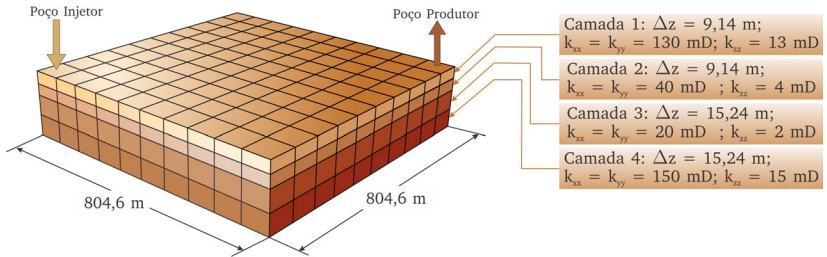 Poço Injetor
Poço Produtor
804,6 m
804,6 m
Camada 1: Δz = 9,14 m;
k_xx = k_yy = 130 mD; k_zz = 13 mD
Camada 2: Δz = 9,14 m;
k_xx = k_yy = 40 mD ; k_zz = 4 mD
Camada 3: Δz = 15,24 m;
k_xx = k_yy = 20 mD ; k_zz = 2 mD
Camada 4: Δz = 15,24 m;
k_xx = k_yy = 150 mD; k_zz = 15 mD